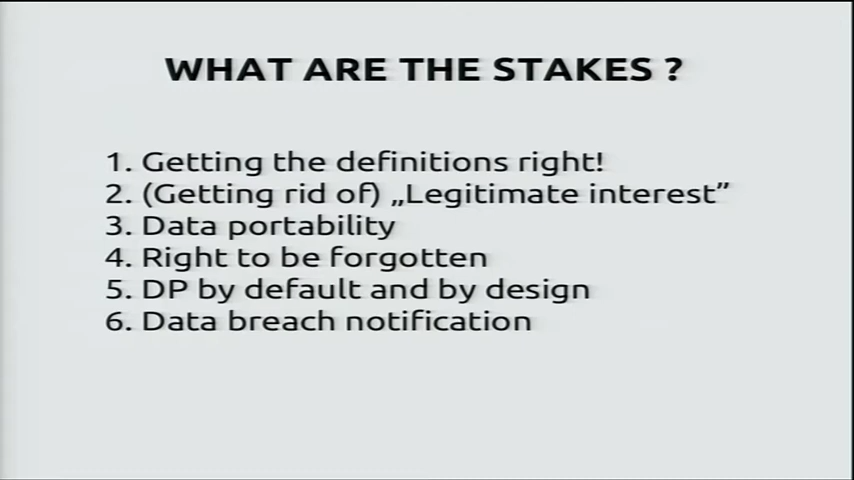 WHAT ARE THE STAKES ?
1. Getting the definitions right!
2. (Getting rid of) „Legitimate interest”
3. Data portability
4. Right to be forgotten
5. DP by default and by design
6. Data breach notification